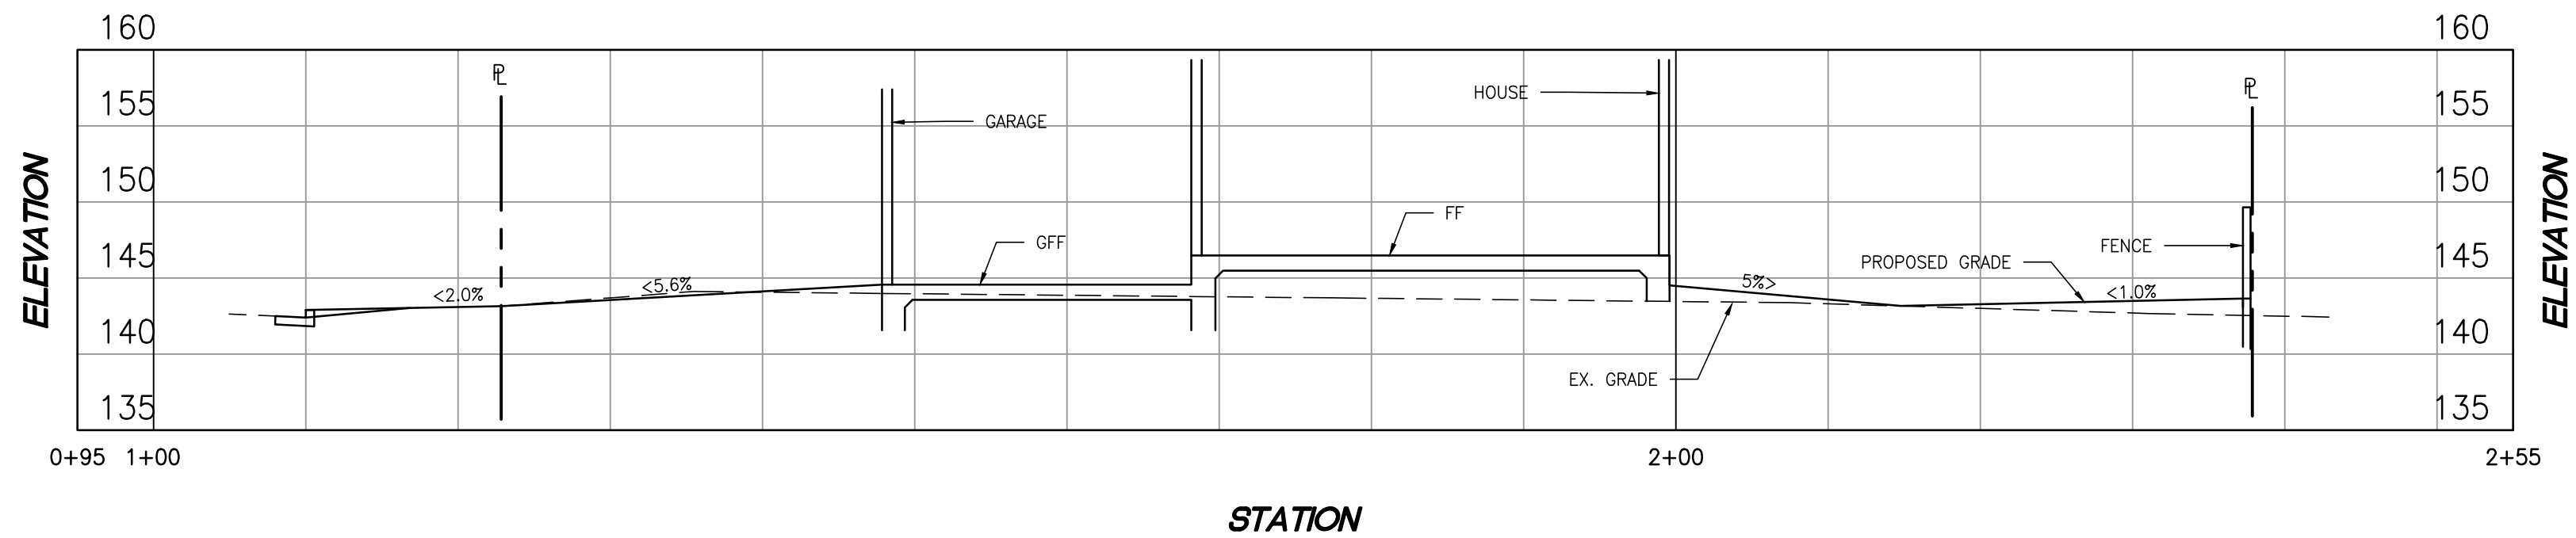 160
160
PL
PL
HOUSE
155
155
GARAGE
150
150
ELEVATION
ELEVATION
FF
GFF
FENCE
145
145
PROPOSED GRADE
<2.0%
<5.6%
5%>
<1.0%
140
140
EX. GRADE
135
135
0+95
1+00
2+00
2+55
STATION